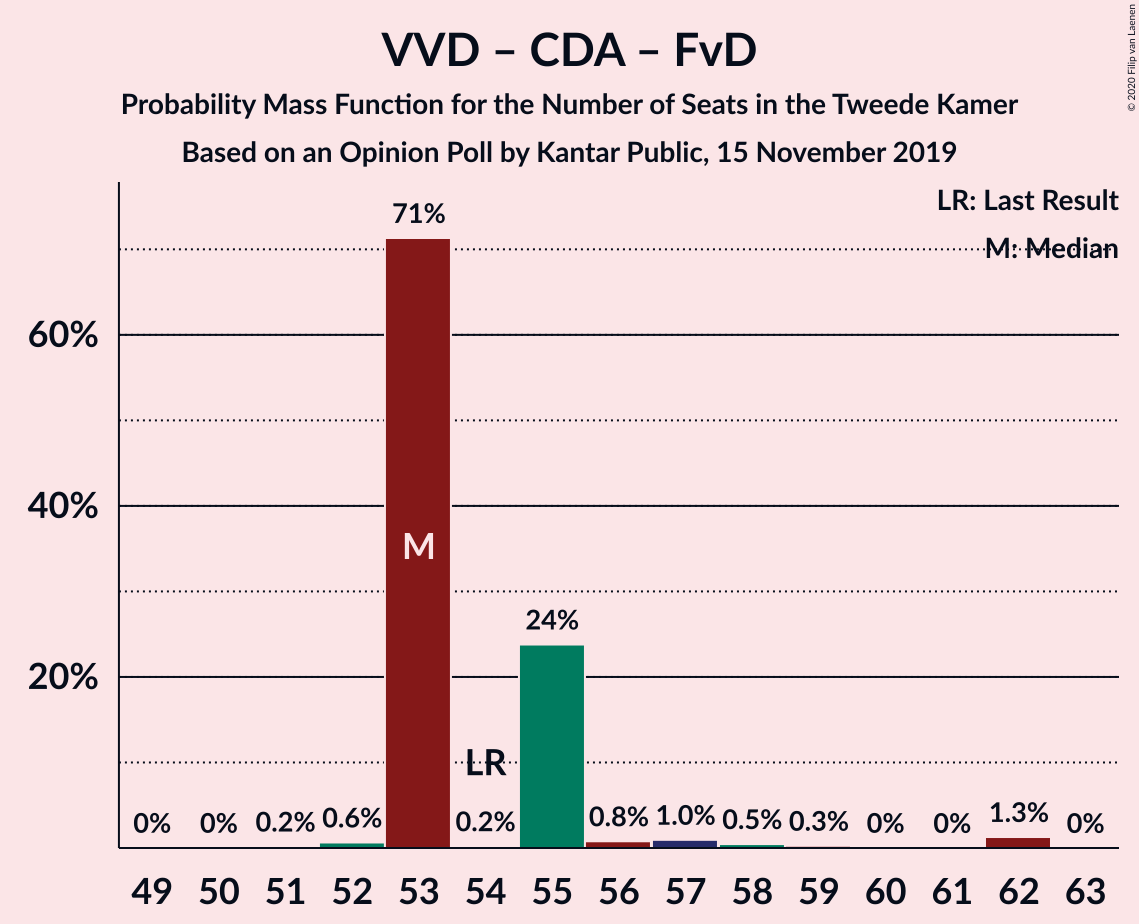 VVD – CDA – FvD
Probability Mass Function for the Number of Seats in the Tweede Kamer
Based on an Opinion Poll by Kantar Public, 15 November 2019
© 2020 Filip van Laenen
LR: Last Result
M: Median
71%
60%
40%
M
24%
20%
LR
0% 0% 0.2% 0.6% 0.2% 0.8% 1.0% 0.5% 0.3% 0% 0% 1.3% 0%
49 50 51 52 53 54 55 56 57 58 59 60 61 62 63